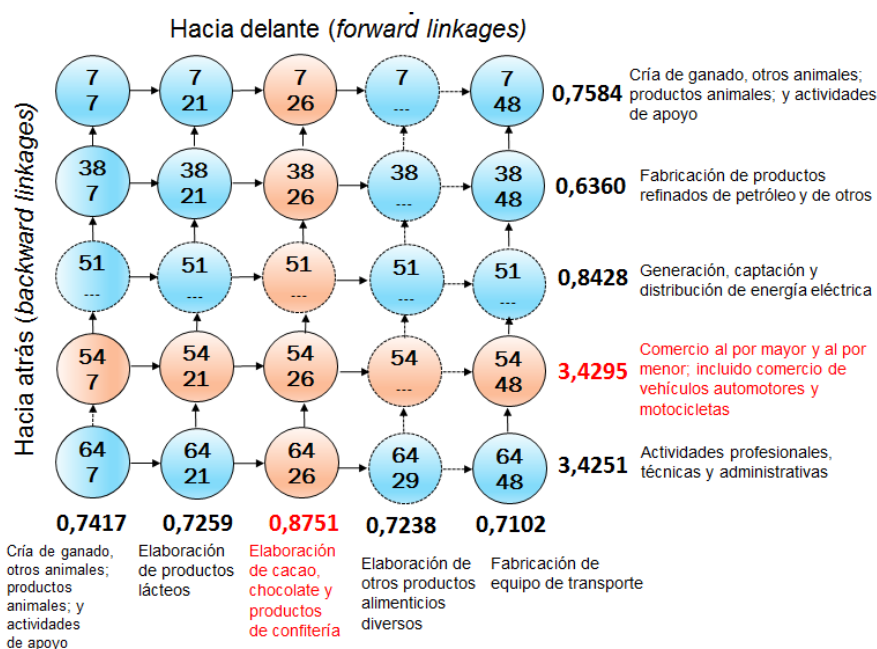 Hacia delante (forward linkages)
Hacia atrás (backward linkages)
7 7 7 7 7
7 21 26 ... 48
0,7584
Cría de ganado, otros animales;
productos animales; y actividades
de apoyo
38 38 38 38 38
7 21 26 ... 48
0,6360
Fabricación de productos
refinados de petróleo y de otros
51 51 51 51 51
... ... ... ... ...
0,8428
Generación, captación y
distribución de energía eléctrica
54 54 54 54 54
7 21 26 ... 48
3,4295
Comercio al por mayor y al por
menor; incluido comercio de
vehículos automotores y
motocicletas
64 64 64 64 64
7 21 26 29 48
3,4251
Actividades profesionales,
técnicas y administrativas
0,7417 0,7259 0,8751 0,7238 0,7102
Cría de ganado,
otros animales;
productos
animales; y
actividades
de apoyo
Elaboración
de productos
lácteos
Elaboración
de cacao,
chocolate y
productos
de confitería
Elaboración de
otros productos
alimenticios
diversos
Fabricación de
equipo de transporte